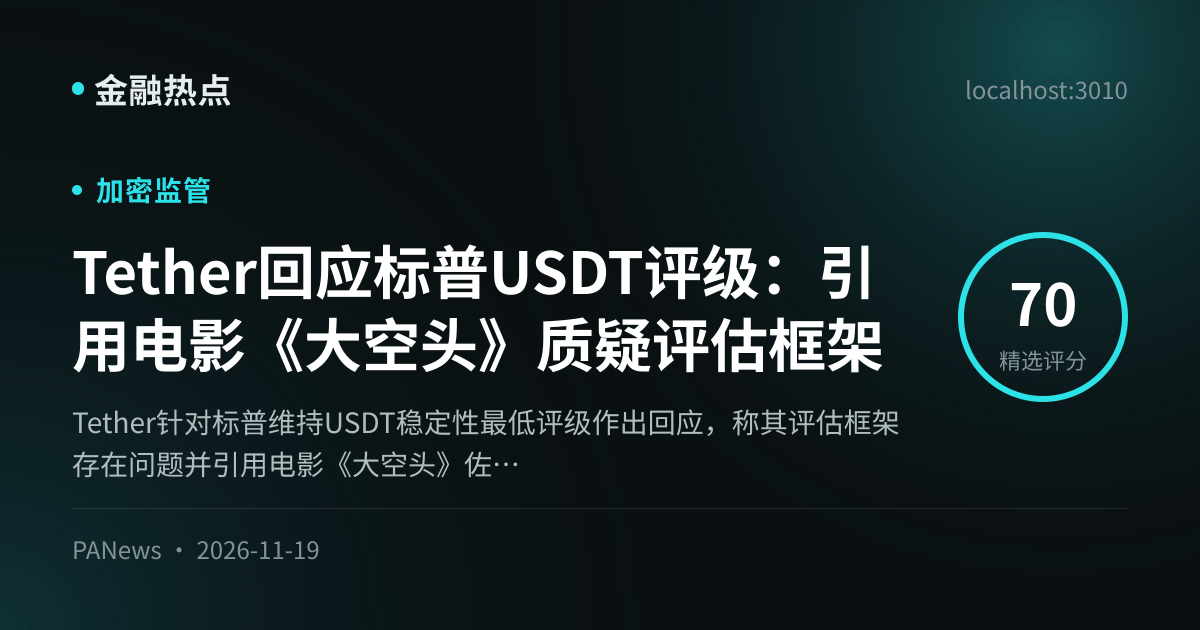 金融热点
localhost:3010
加密监管
Tether回应标普USDT评级：引
用电影《大空头》质疑评估框架
70
精选评分
Tether针对标普维持USDT稳定性最低评级作出回应，称其评估框架
存在问题并引用电影《大空头》佐…
PANews • 2026-11-19